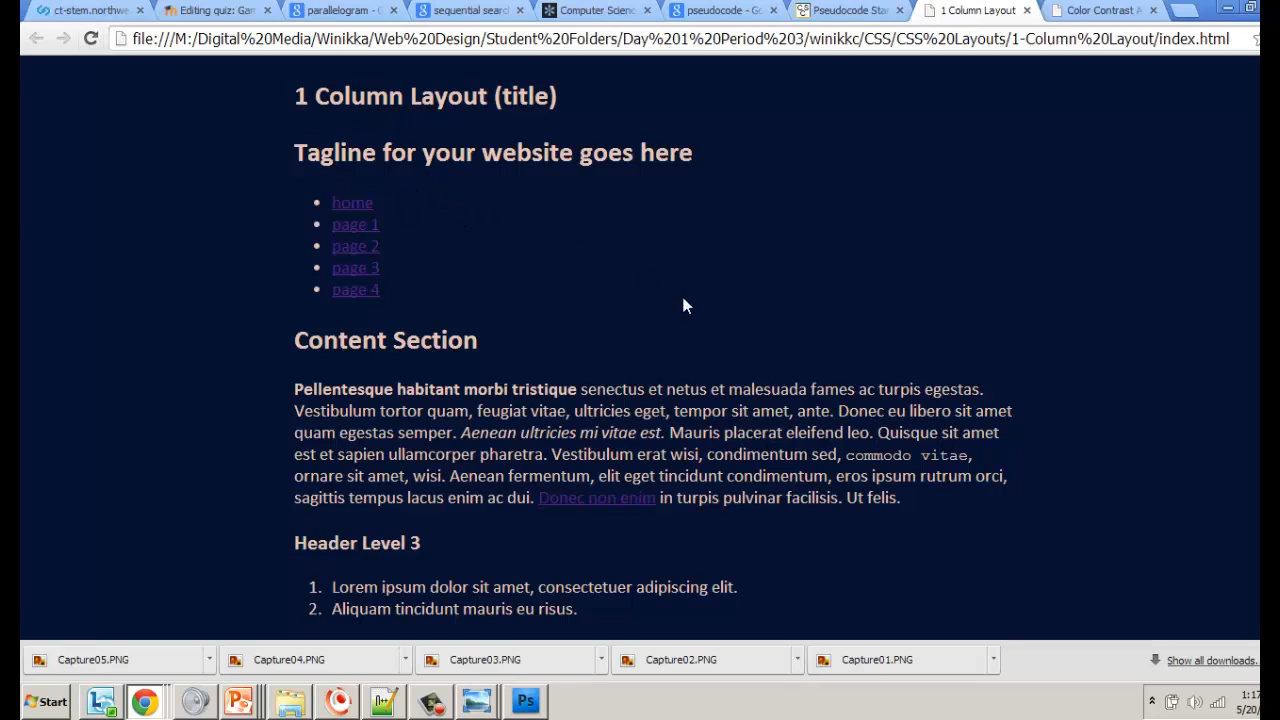 ct-stem.northwe
Editing quiz: Gam
parallelogram - G
sequential searc
Computer Scienc
pseudocode - Go
Pseudocode Stan
1 Column Layout
Color Contrast A
file:///M:/Digital%20Media/Winikka/Web%20Design/Student%20Folders/Day%201%20Period%203/winikkc/CSS/CSS%20Layouts/1-Column%20Layout/index.html
1 Column Layout (title)
Tagline for your website goes here
home
page 1
page 2
page 3
page 4
Content Section
Pellentesque habitant morbi tristique senectus et netus et malesuada fames ac turpis egestas.
Vestibulum tortor quam, feugiat vitae, ultricies eget, tempor sit amet, ante. Donec eu libero sit amet
quam egestas semper. Aenean ultricies mi vitae est. Mauris placerat eleifend leo. Quisque sit amet
est et sapien ullamcorper pharetra. Vestibulum erat wisi, condimentum sed, commodo vitae,
ornare sit amet, wisi. Aenean fermentum, elit eget tincidunt condimentum, eros ipsum rutrum orci,
sagittis tempus lacus enim ac dui. Donec non enim in turpis pulvinar facilisis. Ut felis.
Header Level 3
1. Lorem ipsum dolor sit amet, consectetuer adipiscing elit.
2. Aliquam tincidunt mauris eu risus.
Capture05.PNG
Capture04.PNG
Capture03.PNG
Capture02.PNG
Capture01.PNG
Show all downloads.
Start
Ps
1:17
5/20/